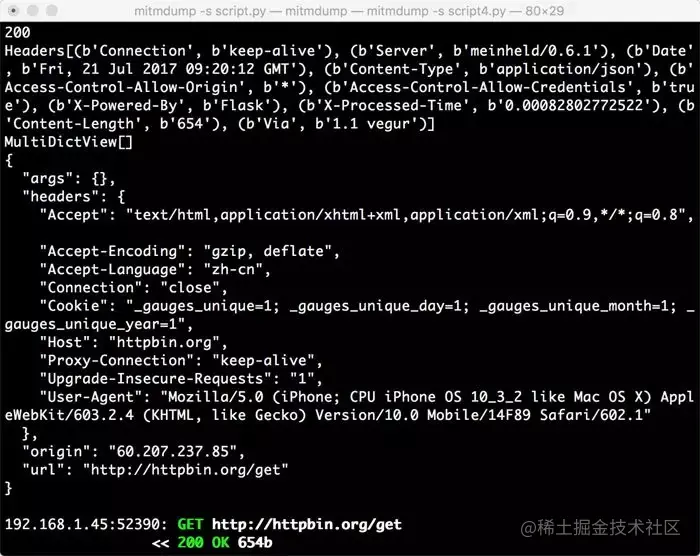 mitmdump -s script.py — mitmdump — mitmdump -s script4.py — 80×29
200
Headers[(b'Connection', b'keep-alive'), (b'Server', b'meinheld/0.6.1'), (b'Date'
, b'Fri, 21 Jul 2017 09:20:12 GMT'), (b'Content-Type', b'application/json'), (b'
Access-Control-Allow-Origin', b'*'), (b'Access-Control-Allow-Credentials', b'tru
e'), (b'X-Powered-By', b'Flask'), (b'X-Processed-Time', b'0.00082802772522'), (b
'Content-Length', b'654'), (b'Via', b'1.1 vegur')]
MultiDictView[]
{
  "args": {},
  "headers": {
    "Accept": "text/html,application/xhtml+xml,application/xml;q=0.9,*/*;q=0.8",
    "Accept-Encoding": "gzip, deflate",
    "Accept-Language": "zh-cn",
    "Connection": "close",
    "Cookie": "_gauges_unique=1; _gauges_unique_day=1; _gauges_unique_month=1; _
gauges_unique_year=1",
    "Host": "httpbin.org",
    "Proxy-Connection": "keep-alive",
    "Upgrade-Insecure-Requests": "1",
    "User-Agent": "Mozilla/5.0 (iPhone; CPU iPhone OS 10_3_2 like Mac OS X) Appl
eWebKit/603.2.4 (KHTML, like Gecko) Version/10.0 Mobile/14F89 Safari/602.1"
  },
  "origin": "60.207.237.85",
  "url": "http://httpbin.org/get"
}
192.168.1.45:52390: GET http://httpbin.org/get
<< 200 OK 654b
@稀土掘金技术社区